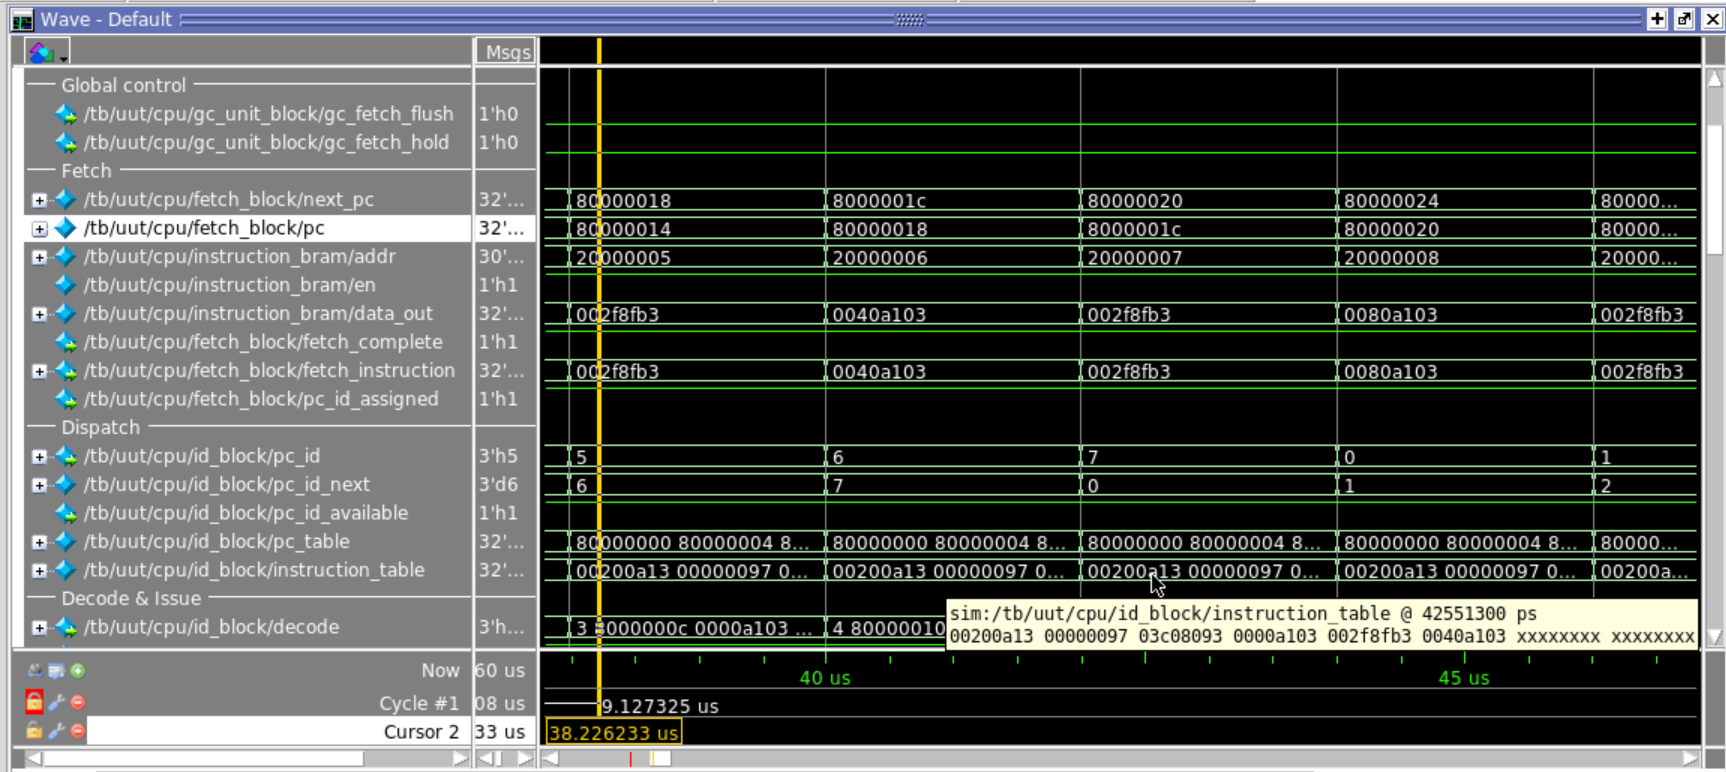 Wave - Default
Msgs
Global control
/tb/uut/cpu/gc_unit_block/gc_fetch_flush 1'h0
/tb/uut/cpu/gc_unit_block/gc_fetch_hold 1'h0
Fetch
/tb/uut/cpu/fetch_block/next_pc 32'... 80000018 8000001c 80000020 80000024 80000...
/tb/uut/cpu/fetch_block/pc 32'... 80000014 80000018 8000001c 80000020 80000...
/tb/uut/cpu/instruction_bram/addr 30'... 20000005 20000006 20000007 20000008 20000...
/tb/uut/cpu/instruction_bram/en 1'h1
/tb/uut/cpu/instruction_bram/data_out 32'... 002f8fb3 0040a103 002f8fb3 0080a103 002f8fb3
/tb/uut/cpu/fetch_block/fetch_complete 1'h1
/tb/uut/cpu/fetch_block/fetch_instruction 32'... 002f8fb3 0040a103 002f8fb3 0080a103 002f8fb3
/tb/uut/cpu/fetch_block/pc_id_assigned 1'h1
Dispatch
/tb/uut/cpu/id_block/pc_id 3'h5 5 6 7 0 1
/tb/uut/cpu/id_block/pc_id_next 3'd6 6 7 0 1 2
/tb/uut/cpu/id_block/pc_id_available 1'h1
/tb/uut/cpu/id_block/pc_table 32'... 80000000 80000004 8... 80000000 80000004 8... 80000000 80000004 8... 80000000 80000004 8... 80000...
/tb/uut/cpu/id_block/instruction_table 32'... 00200a13 00000097 0... 00200a13 00000097 0... 00200a13 00000097 0... 00200a13 00000097 0... 00200a...
Decode & Issue
/tb/uut/cpu/id_block/decode 3'h... 3 8000000c 0000a103 ... 4 80000010
sim:/tb/uut/cpu/id_block/instruction_table @ 42551300 ps
00200a13 00000097 03c08093 0000a103 002f8fb3 0040a103 xxxxxxxx xxxxxxxx
Now 60 us 40 us 45 us
Cycle #1 08 us 9.127325 us
Cursor 2 33 us 38.226233 us